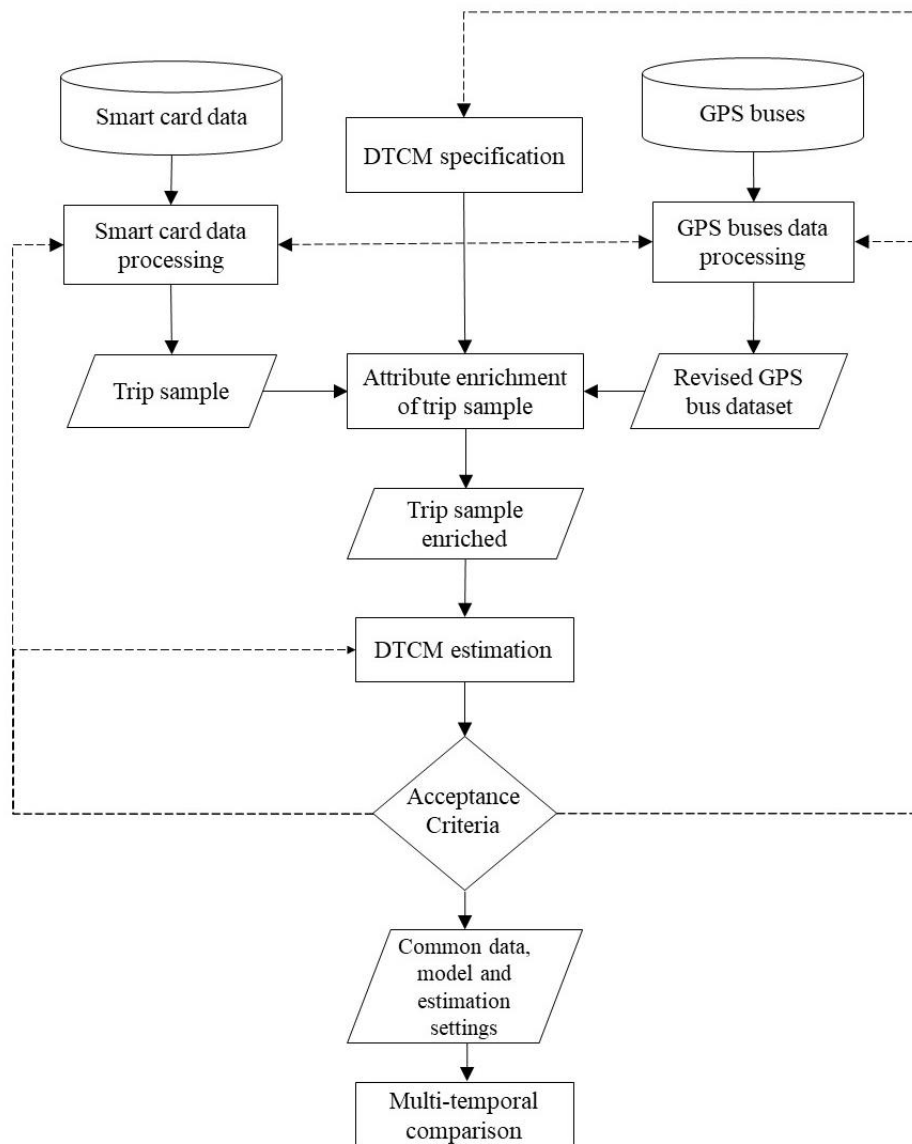 Smart card data
GPS buses
DTCM specification
Smart card data
processing
GPS buses data
processing
Trip sample
Attribute enrichment
of trip sample
Revised GPS
bus dataset
Trip sample
enriched
DTCM estimation
Acceptance
Criteria
Common data,
model and
estimation
settings
Multi-temporal
comparison